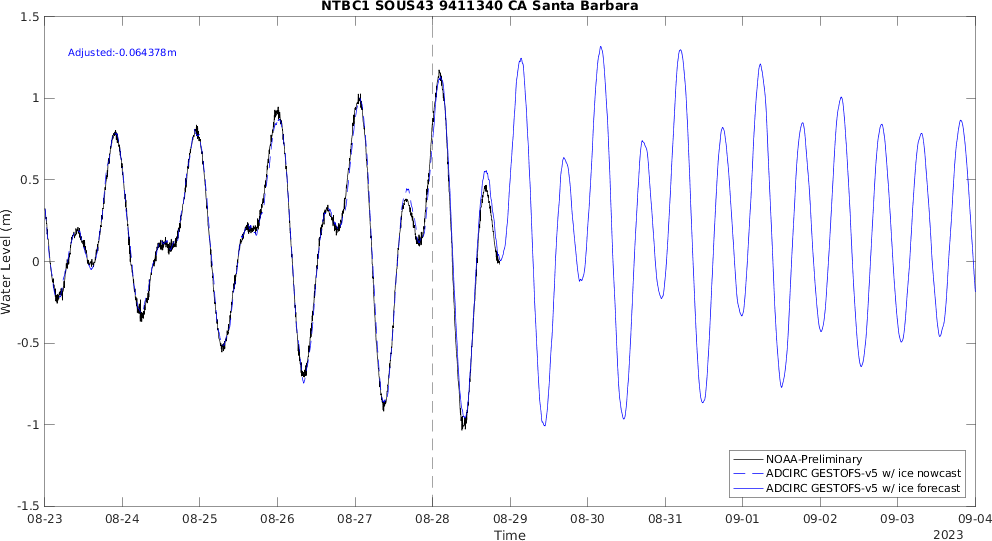 NTBC1 SOUS43 9411340 CA Santa Barbara
Adjusted:-0.064378m
1.5
1
0.5
0
-0.5
-1
-1.5
Water Level (m)
NOAA-Preliminary
ADCIRC GESTOFS-v5 w/ ice nowcast
ADCIRC GESTOFS-v5 w/ ice forecast
08-23 08-24 08-25 08-26 08-27 08-28 08-29 08-30 08-31 09-01 09-02 09-03 09-04
Time
2023